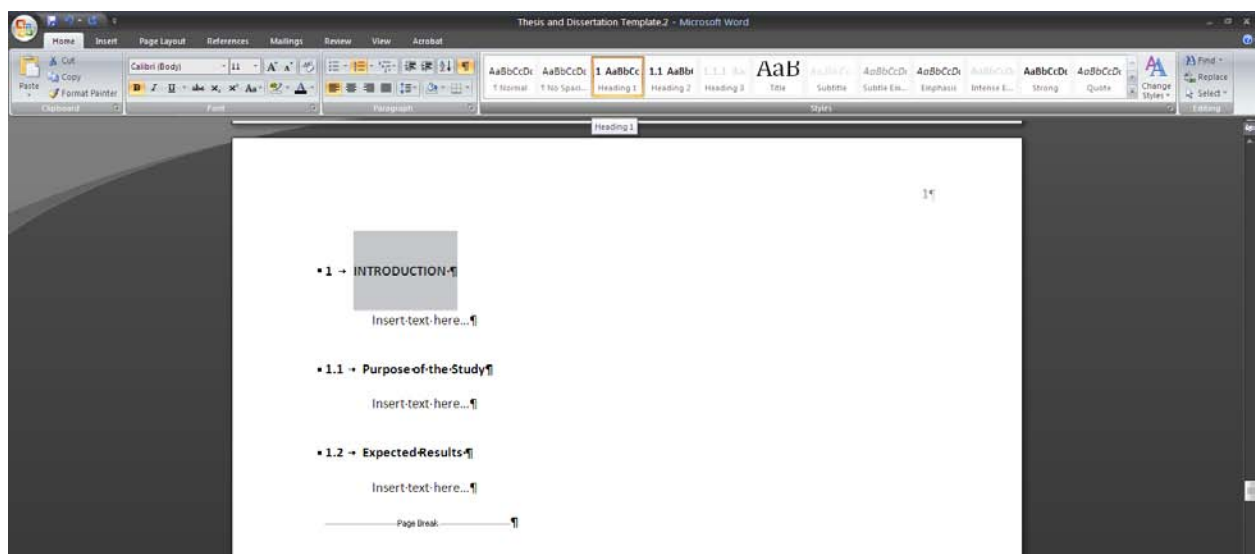 Thesis and Dissertation Template.2 - Microsoft Word
Home Insert Page Layout References Mailings Review View Acrobat
Cut
Copy
Format Painter
Paste
Clipboard
Calibri (Body) 11
Font
Paragraph
AaBbCcDc AaBbCcDc 1 AaBbCc 1.1 AaBb AaB AaBbCcDc AaBbCcDc AaBbCcDc AaBbCcDc
¶ Normal ¶ No Spaci... Heading 1 Heading 2 Heading 3 Title Subtitle Subtle Em... Emphasis Intense E... Strong Quote
Styles
Change Styles
Find
Replace
Select
Editing
Heading 1
1¶
1 → INTRODUCTION·¶
Insert·text·here...¶
1.1 → Purpose·of·the·Study¶
Insert·text·here...¶
1.2 → Expected·Results·¶
Insert·text·here...¶
Page Break ¶